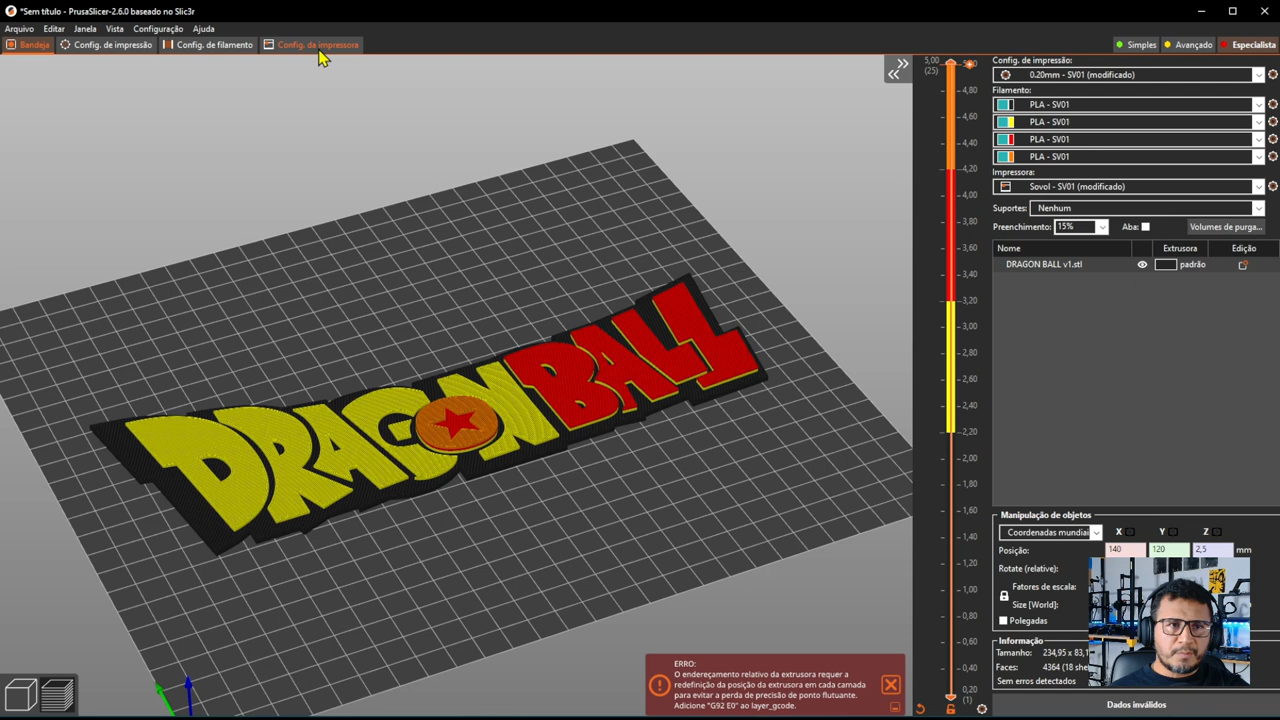 *Sem título - PrusaSlicer-2.6.0 baseado no Slic3r
Arquivo Editar Janela Vista Configuração Ajuda
Bandeja Config. de impressão Config. de filamento Config. da impressora
Simples Avançado Especialista
Config. de impressão:
0.20mm - SV01 (modificado)
Filamento:
PLA - SV01
PLA - SV01
PLA - SV01
PLA - SV01
Impressora:
Sovol - SV01 (modificado)
Suportes: Nenhum
Preenchimento: 15% Aba: Volumes de purga...
Nome Extrusora Edição
DRAGON BALL v1.stl padrão
5,00
(25)
4,80
4,60
4,40
4,20
4,00
3,80
3,60
3,40
3,20
3,00
2,80
2,60
2,40
2,20
2,00
1,80
1,60
1,40
1,20
1,00
0,80
0,60
0,40
0,20
(1)
DRAGON BALL
Manipulação de objetos
Coordenadas mundiai X Y Z
Posição: 140 120 2,5 mm
Rotate (relative):
Fatores de escala:
Size [World]:
Polegadas
Informação
Tamanho: 234,95 x 83,1
Faces: 4364 (18 she
Sem erros detectados
Dados inválidos
ERRO:
O endereçamento relativo da extrusora requer a
redefinição da posição da extrusora em cada camada
para evitar a perda de precisão de ponto flutuante.
Adicione "G92 E0" ao layer_gcode.